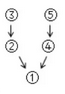 ③ ⑤
② ④
①